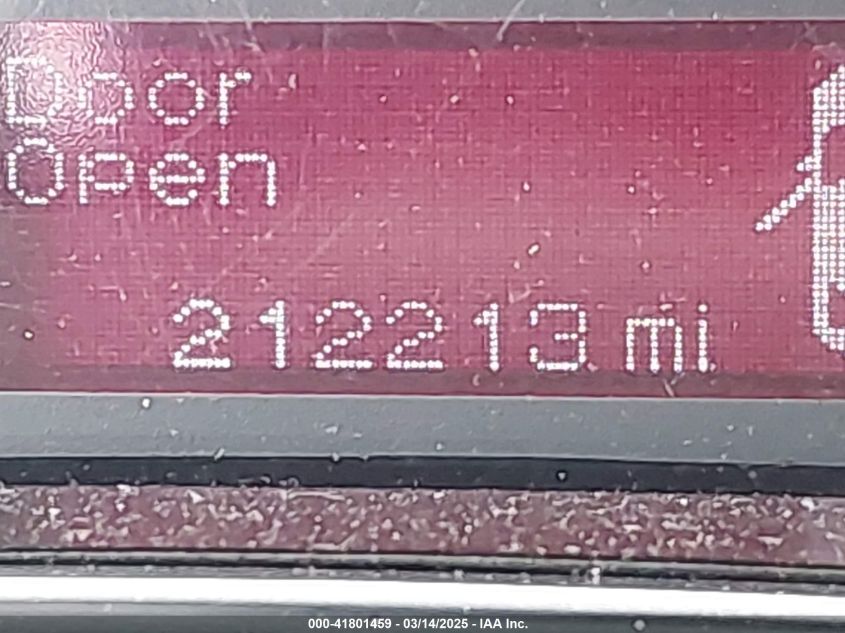 Door
Open
212213 mi
000-41801459 - 03/14/2025 - IAA Inc.